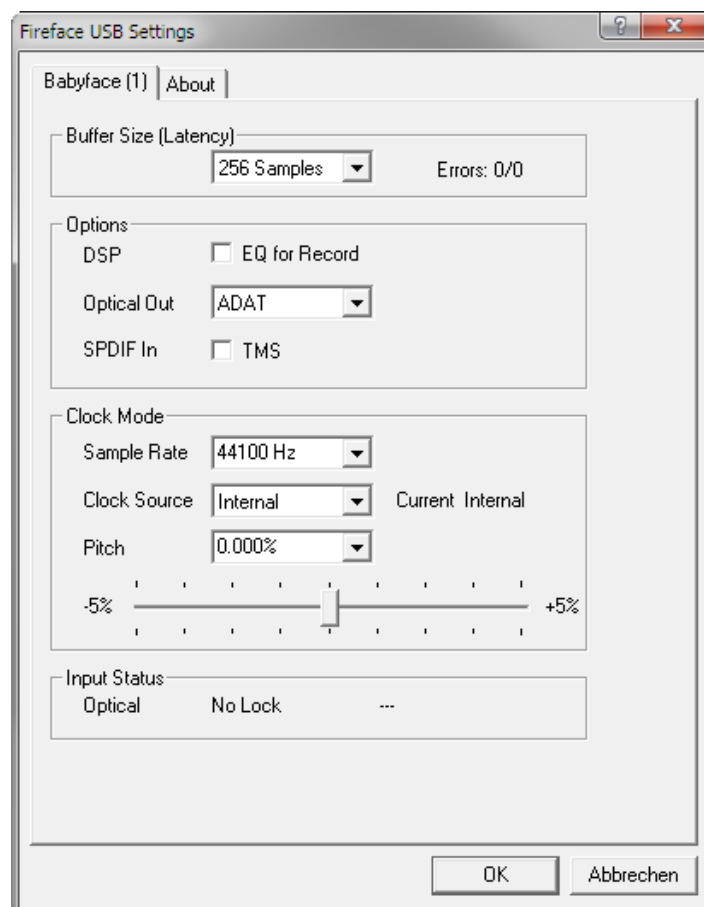 Fireface USB Settings
Babyface (1) About
Buffer Size (Latency)
256 Samples Errors: 0/0
Options
DSP EQ for Record
Optical Out ADAT
SPDIF In TMS
Clock Mode
Sample Rate 44100 Hz
Clock Source Internal Current Internal
Pitch 0.000%
-5% +5%
Input Status
Optical No Lock ---
OK Abbrechen